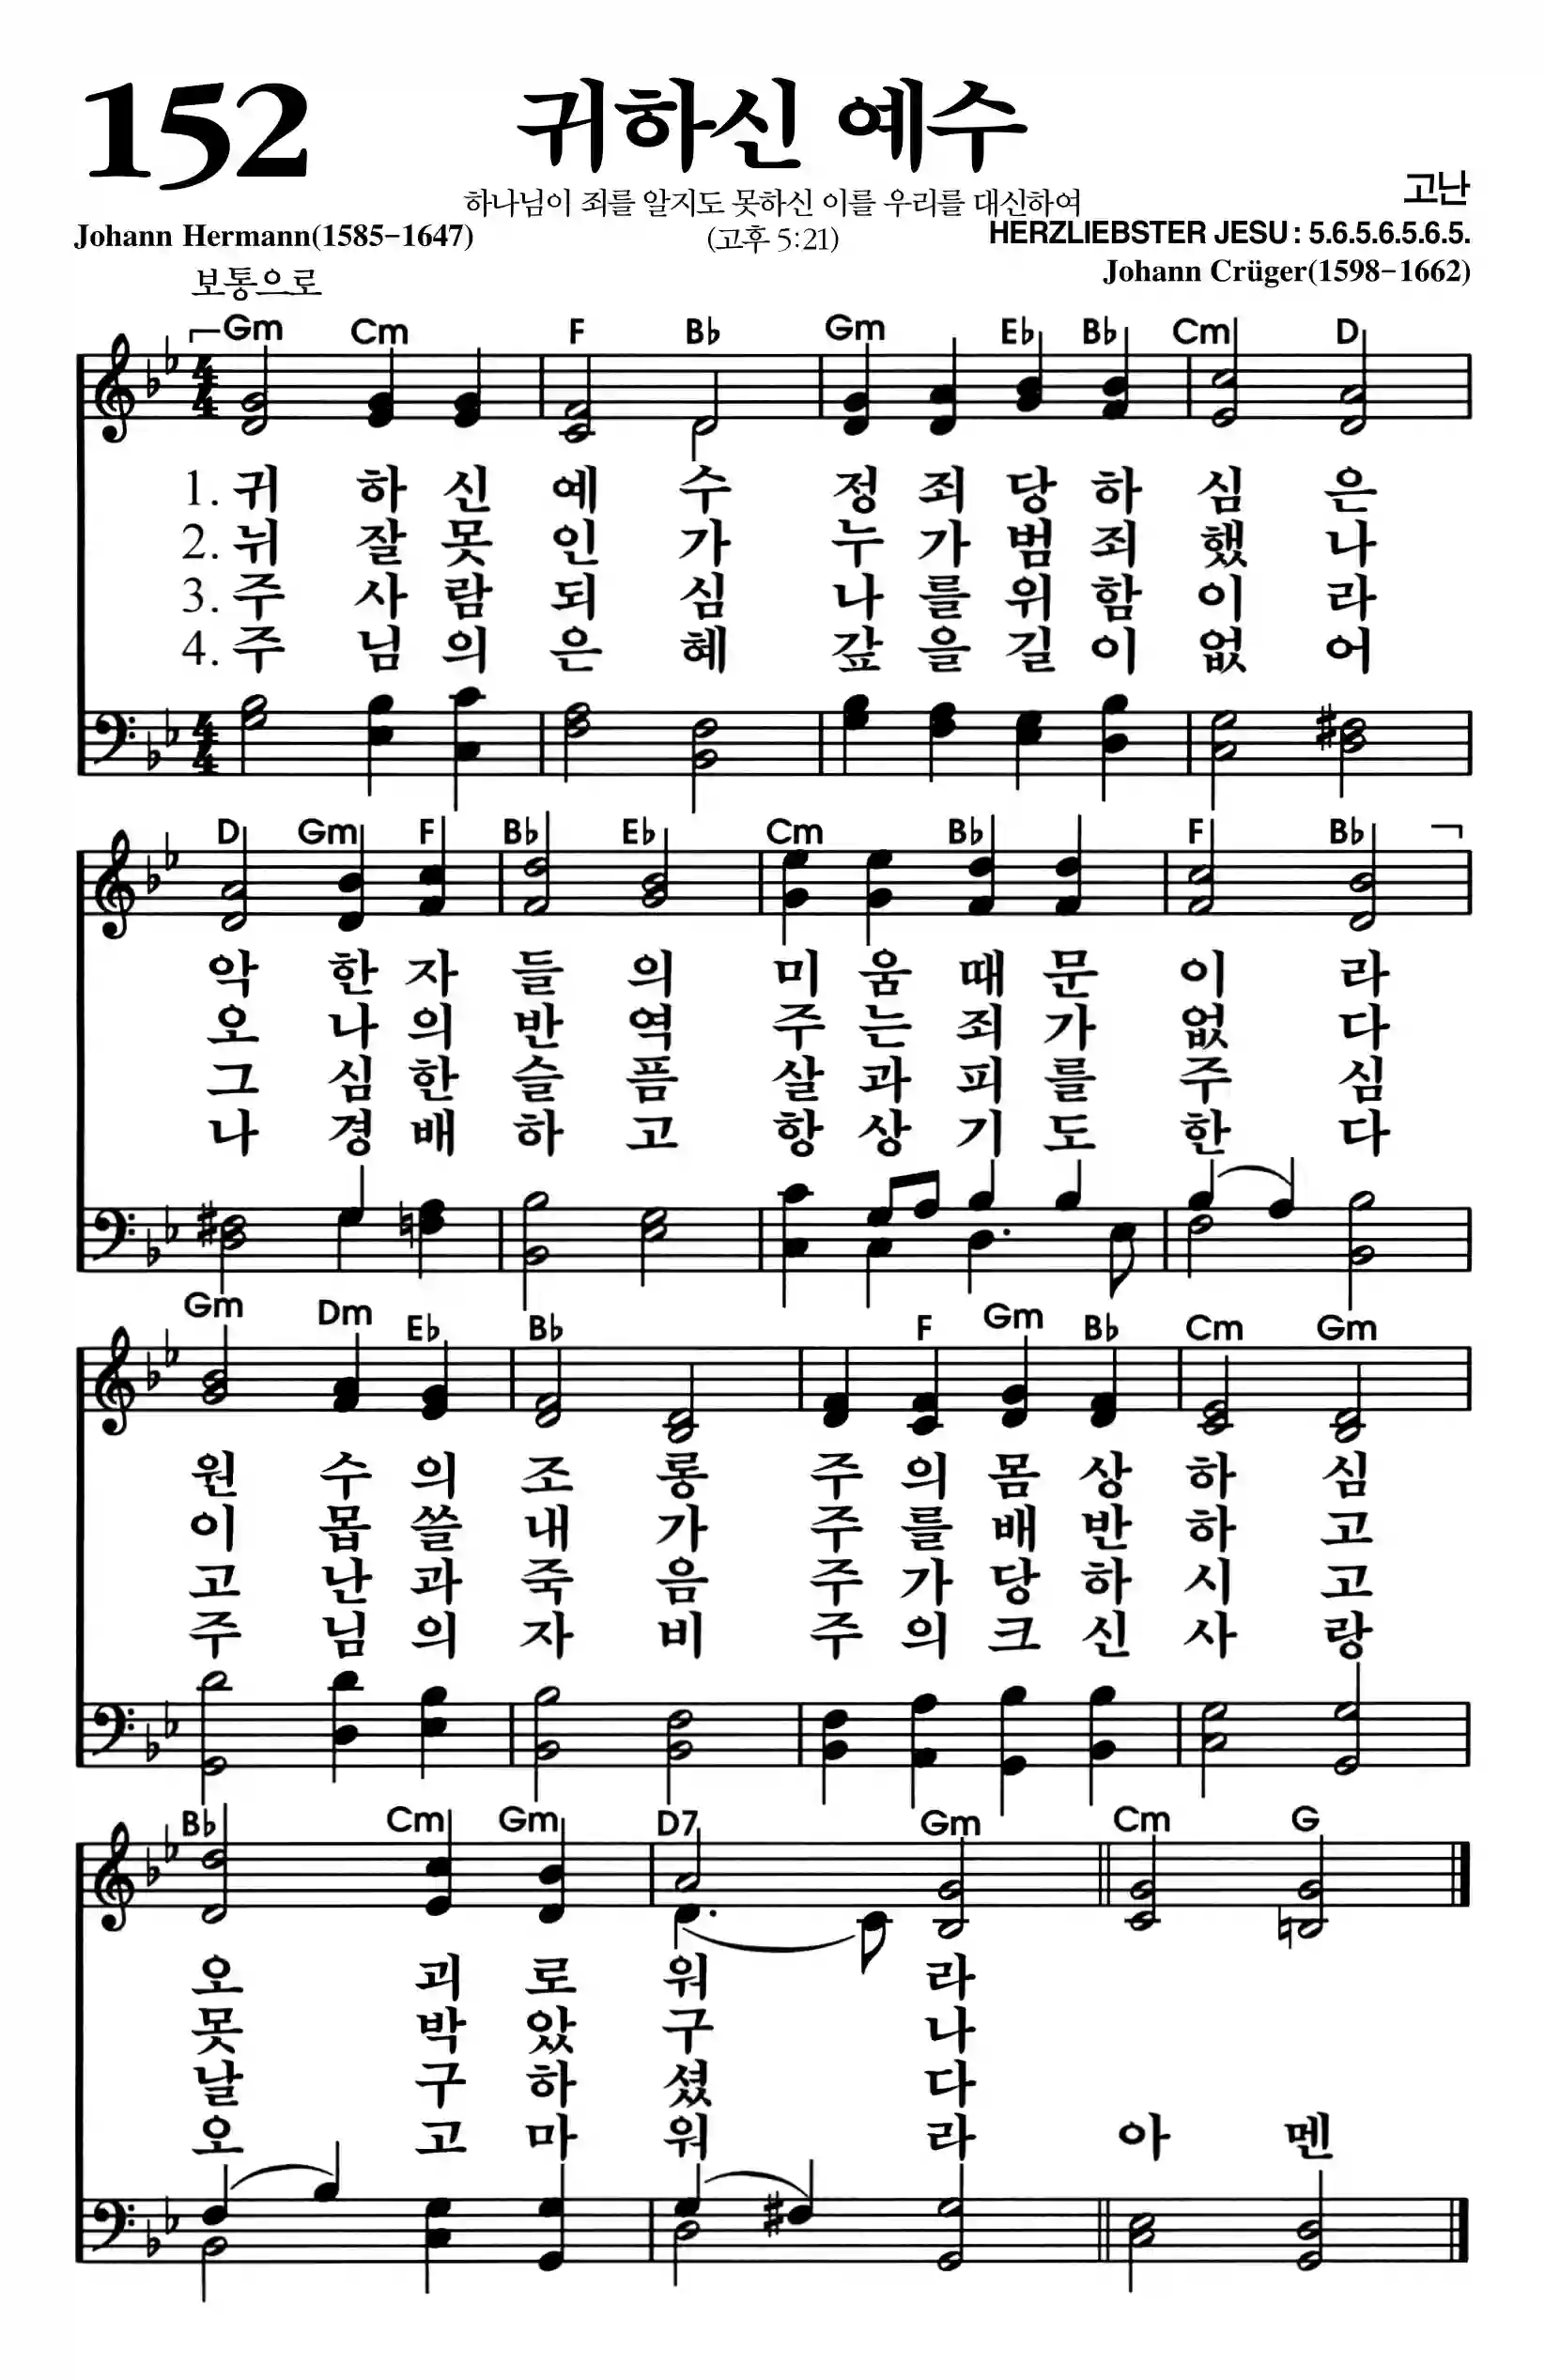 152
귀하신 예수
하나님이 죄를 알지도 못하신 이를 우리를 대신하여
고난
Johann Hermann(1585-1647)
(고후 5:21)
HERZLIEBSTER JESU : 5.6.5.6.5.6.5.
Johann Crüger(1598-1662)
보통으로
Gm Cm F B♭ Gm E♭ B♭ Cm D
1. 귀 하 신 예 수 정 죄 당 하 심 은
2. 뉘 잘 못 인 가 누 가 범 죄 했 나
3. 주 사 람 되 심 나 를 위 함 이 라
4. 주 님 의 은 혜 갚 을 길 이 없 어
D Gm F B♭ E♭ Cm B♭ F B♭
악 한 자 들 의 미 움 때 문 이 라
오 나 의 반 역 주 는 죄 가 없 다
그 심 한 슬 픔 살 과 피 를 주 심
나 경 배 하 고 항 상 기 도 한 다
Gm Dm E♭ B♭ F Gm B♭ Cm Gm
원 수 의 조 롱 주 의 몸 상 하 심
이 몹 쓸 내 가 주 를 배 반 하 고
고 난 과 죽 음 주 가 당 하 시 고
주 님 의 자 비 주 의 크 신 사 랑
B♭ Cm Gm D7 Gm Cm G
오 괴 로 워 라
못 박 았 구 나
날 구 하 셨 다
오 고 마 워 라 아 멘